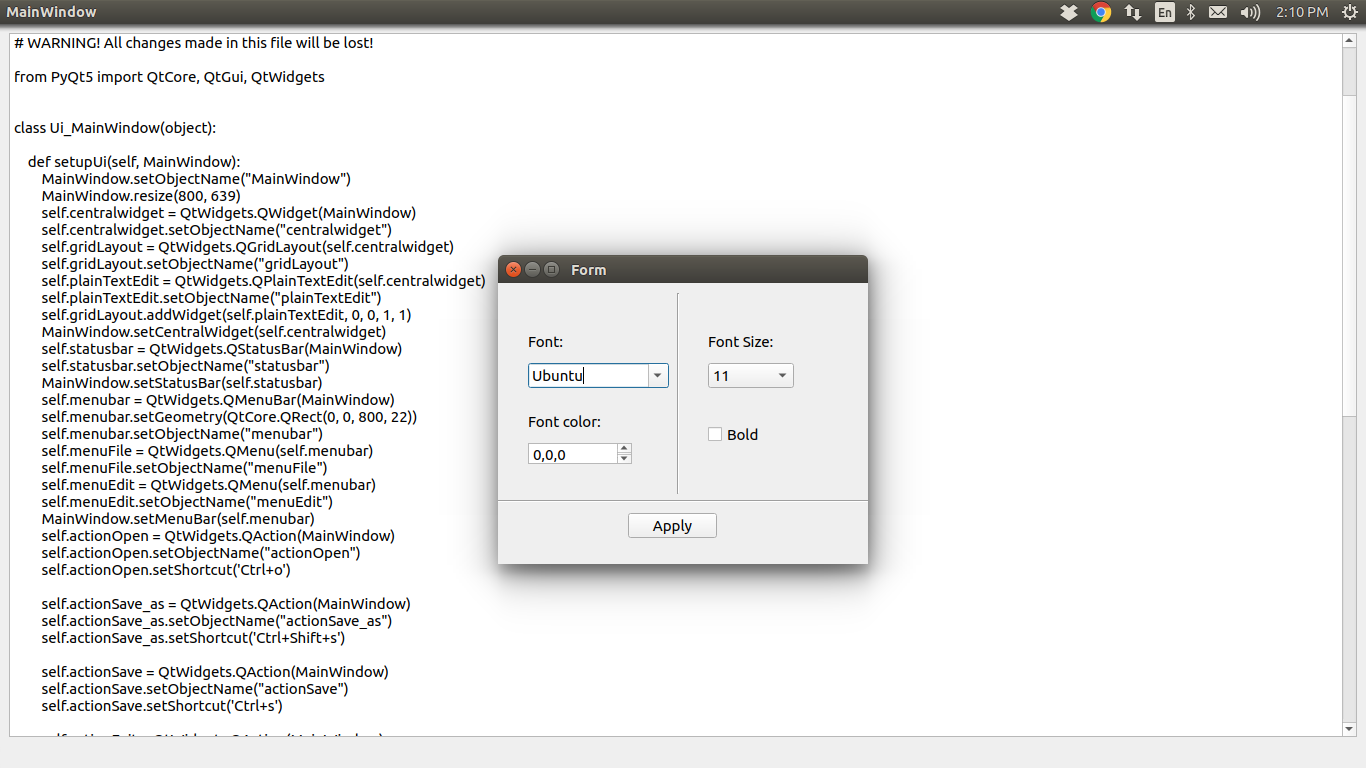 MainWindow
En
2:10 PM
# WARNING! All changes made in this file will be lost!
from PyQt5 import QtCore, QtGui, QtWidgets
class Ui_MainWindow(object):
def setupUi(self, MainWindow):
MainWindow.setObjectName("MainWindow")
MainWindow.resize(800, 639)
self.centralwidget = QtWidgets.QWidget(MainWindow)
self.centralwidget.setObjectName("centralwidget")
self.gridLayout = QtWidgets.QGridLayout(self.centralwidget)
self.gridLayout.setObjectName("gridLayout")
self.plainTextEdit = QtWidgets.QPlainTextEdit(self.centralwidget)
self.plainTextEdit.setObjectName("plainTextEdit")
self.gridLayout.addWidget(self.plainTextEdit, 0, 0, 1, 1)
MainWindow.setCentralWidget(self.centralwidget)
self.statusbar = QtWidgets.QStatusBar(MainWindow)
self.statusbar.setObjectName("statusbar")
MainWindow.setStatusBar(self.statusbar)
self.menubar = QtWidgets.QMenuBar(MainWindow)
self.menubar.setGeometry(QtCore.QRect(0, 0, 800, 22))
self.menubar.setObjectName("menubar")
self.menuFile = QtWidgets.QMenu(self.menubar)
self.menuFile.setObjectName("menuFile")
self.menuEdit = QtWidgets.QMenu(self.menubar)
self.menuEdit.setObjectName("menuEdit")
MainWindow.setMenuBar(self.menubar)
self.actionOpen = QtWidgets.QAction(MainWindow)
self.actionOpen.setObjectName("actionOpen")
self.actionOpen.setShortcut('Ctrl+o')
self.actionSave_as = QtWidgets.QAction(MainWindow)
self.actionSave_as.setObjectName("actionSave_as")
self.actionSave_as.setShortcut('Ctrl+Shift+s')
self.actionSave = QtWidgets.QAction(MainWindow)
self.actionSave.setObjectName("actionSave")
self.actionSave.setShortcut('Ctrl+s')
Form
Font:
Font Size:
Ubuntu
11
Font color:
Bold
0,0,0
Apply